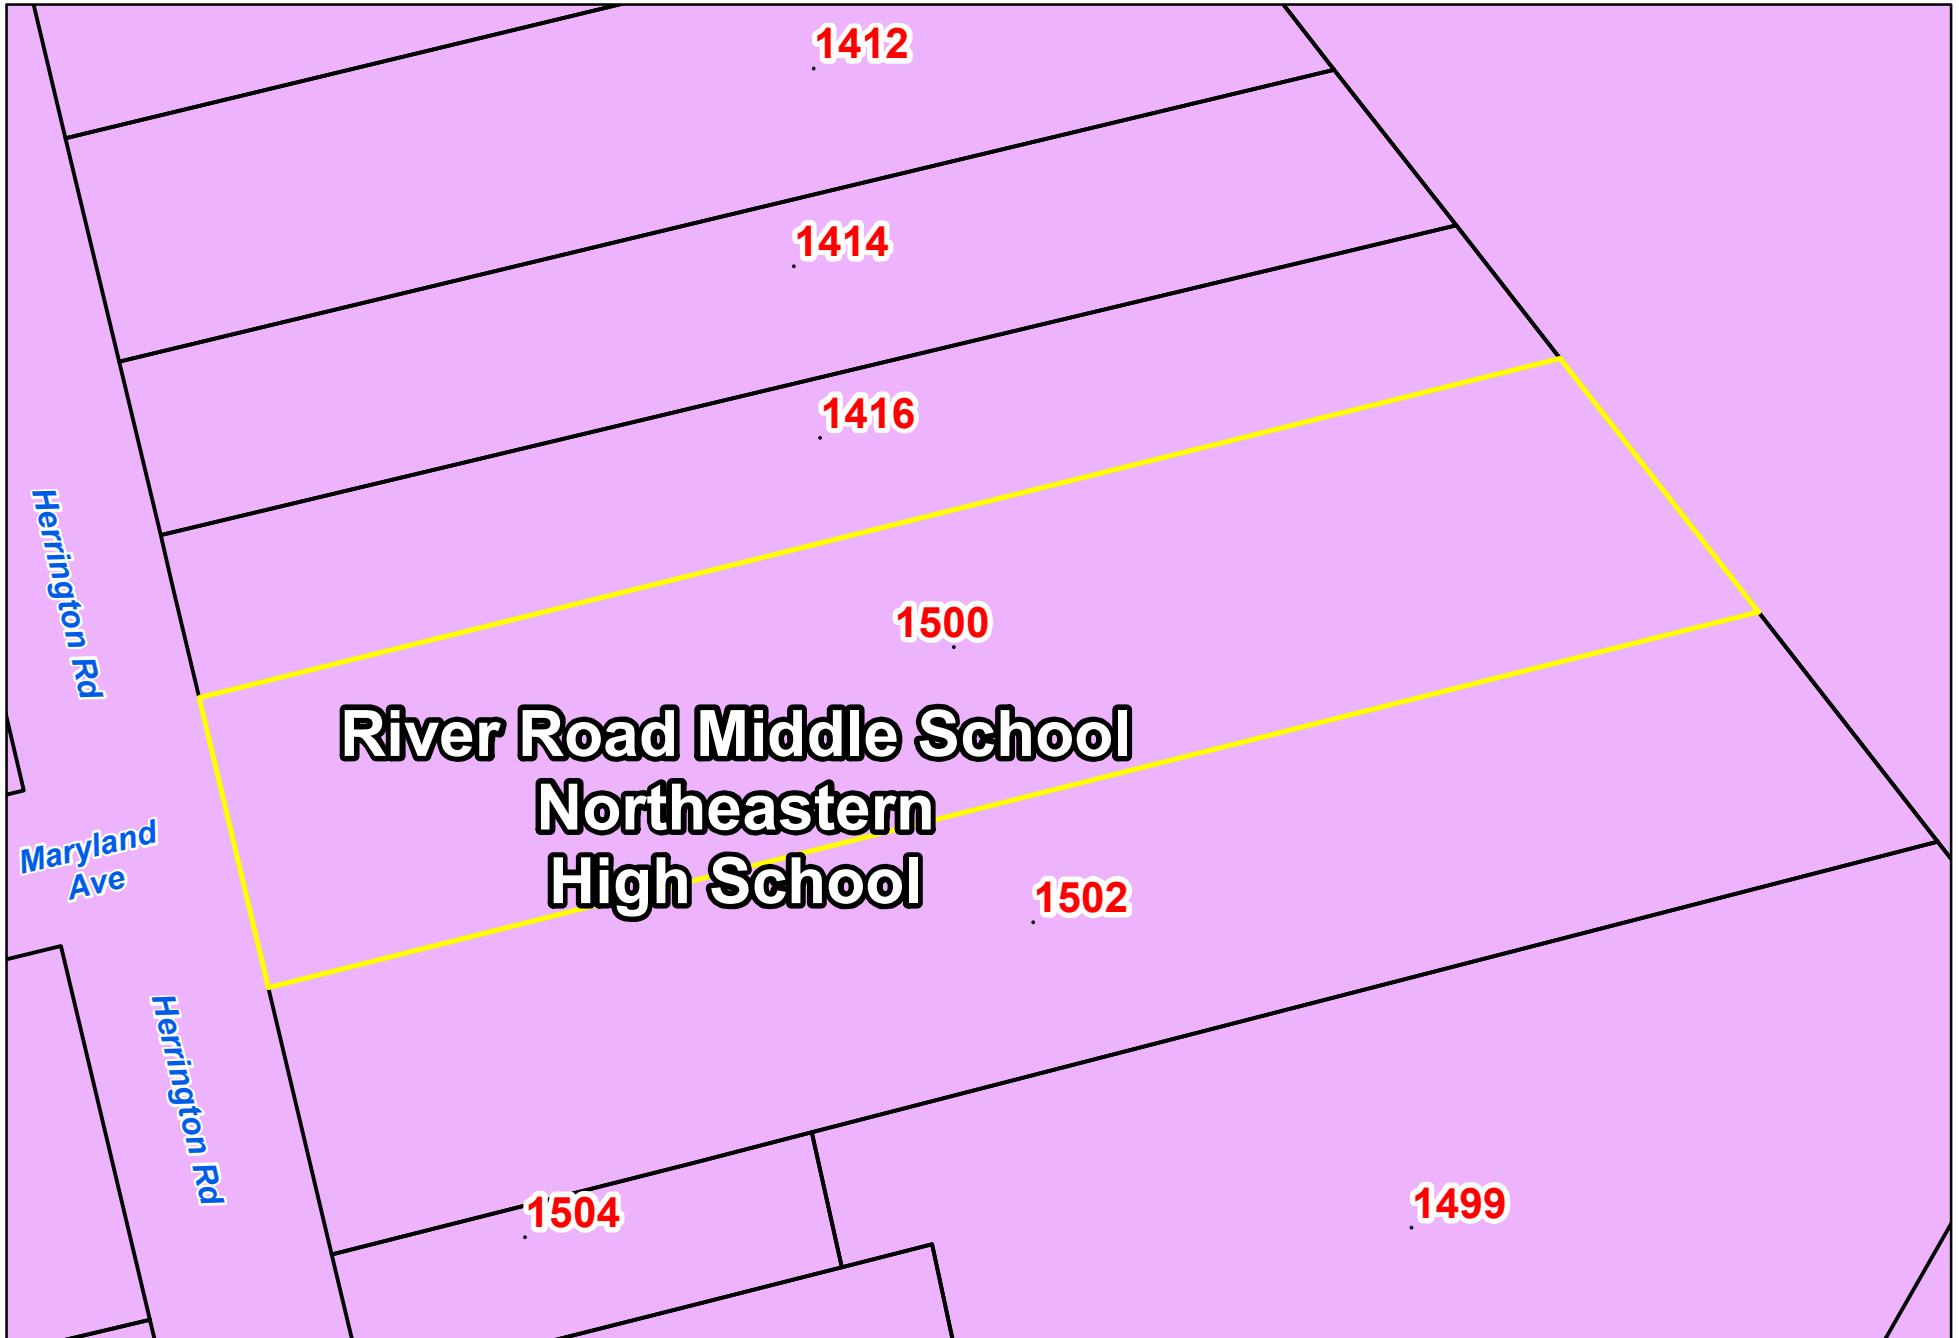 1412
1414
1416
Herrington Rd
1500
River Road Middle School
Northeastern
High School
Maryland
Ave
1502
Herrington Rd
1504
1499